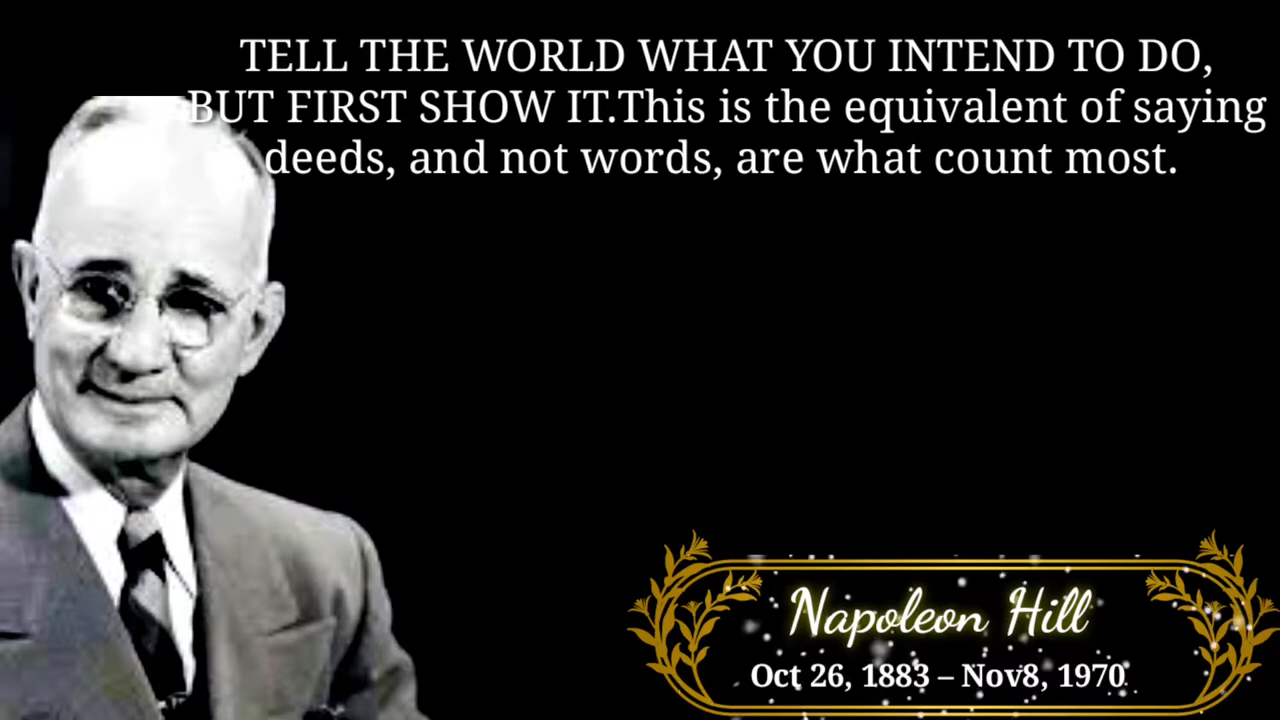 TELL THE WORLD WHAT YOU INTEND TO DO,
BUT FIRST SHOW IT.This is the equivalent of saying
deeds, and not words, are what count most.
Napoleon Hill
Oct 26, 1883 – Nov8, 1970